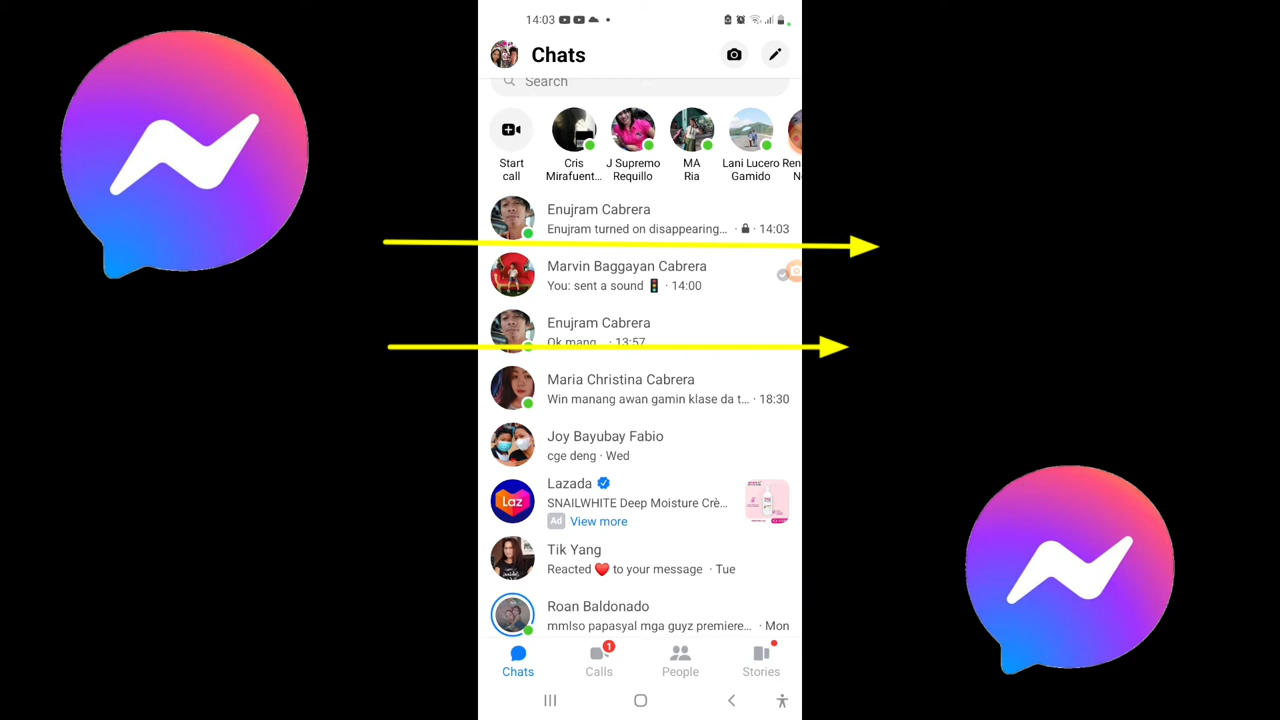 14:03
Chats
Search
Start call
Cris Mirafuent...
J Supremo Requillo
MA Ria
Lani Lucero Gamido
Ren
N
Enujram Cabrera
Enujram turned on disappearing... · 14:03
Marvin Baggayan Cabrera
You: sent a sound 🚦 · 14:00
Enujram Cabrera
Ok mang... · 13:57
Maria Christina Cabrera
Win manang awan gamin klase da t... · 18:30
Joy Bayubay Fabio
cge deng · Wed
Laz
Lazada
SNAILWHITE Deep Moisture Crè...
Ad View more
Tik Yang
Reacted ❤️ to your message · Tue
Roan Baldonado
mmlso papasyal mga guyz premiere... · Mon
1
Chats Calls People Stories